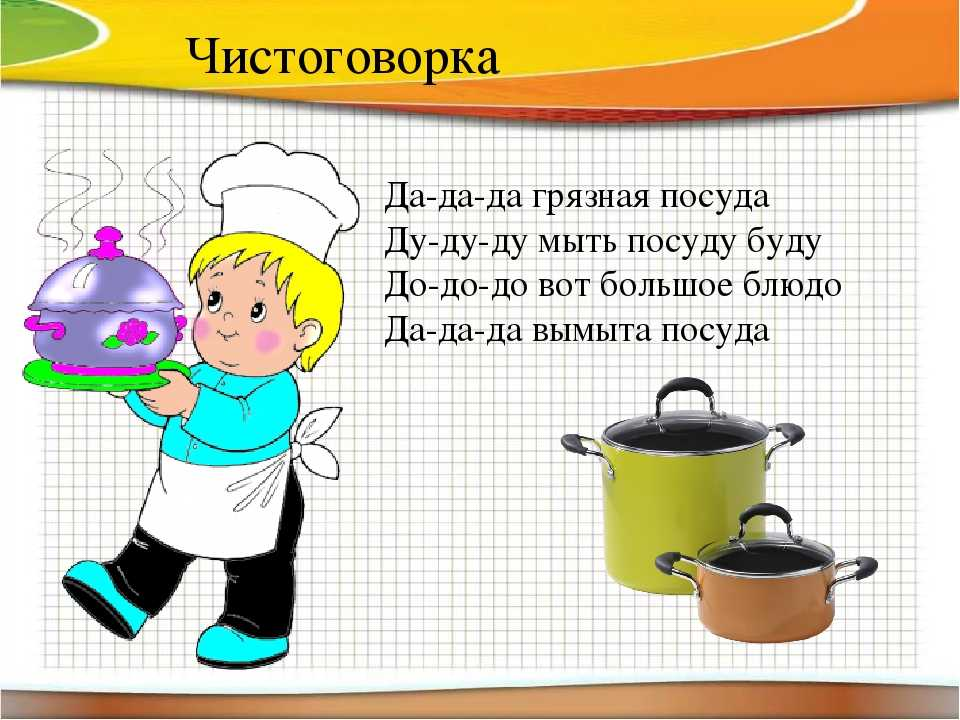 Чистоговорка
Да-да-да грязная посуда
Ду-ду-ду мыть посуду буду
До-до-до вот большое блюдо
Да-да-да вымыта посуда